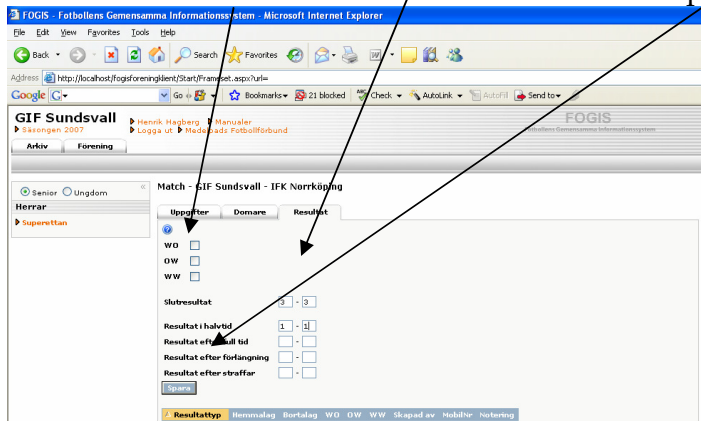 FOGIS - Fotbollens Gemensamma Informationssystem - Microsoft Internet Explorer
File Edit View Favorites Tools Help
Back Search Favorites
Address http://localhost/fogisforeningklient/Start/Frameset.aspx?url=
Google G Go Bookmarks 21 blocked Check AutoLink AutoFill Send to
GIF Sundsvall Henrik Hagberg Manualer FOGIS
Säsongen 2007 Logga ut Medelpads Fotbollförbund Fotbollens Gemensamma Informationssystem
Arkiv Förening
Senior Ungdom « Match - GIF Sundsvall - IFK Norrköping
Herrar
Uppgifter Domare Resultat
Superettan
WO
OW
WW
Slutresultat 3 - 3
Resultat i halvtid 1 - 1
Resultat efter full tid -
Resultat efter förlängning -
Resultat efter straffar -
Spara
Resultattyp Hemmalag Bortalag WO OW WW Skapad av MobilNr Notering